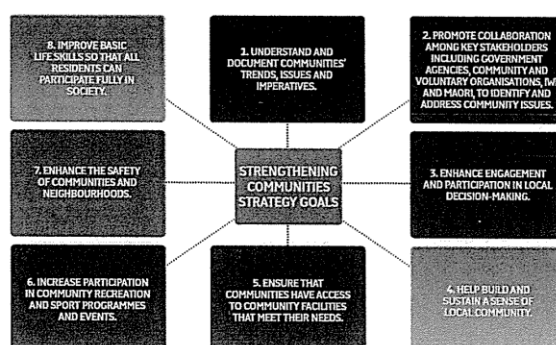 8. IMPROVE BASIC
LIFE SKILLS SO THAT ALL
RESIDENTS CAN
PARTICIPATE FULLY IN
SOCIETY.
1. UNDERSTAND AND
DOCUMENT COMMUNITIES'
TRENDS, ISSUES AND
IMPERATIVES.
2. PROMOTE COLLABORATION
AMONG KEY STAKEHOLDERS
INCLUDING GOVERNMENT
AGENCIES, COMMUNITY AND
VOLUNTARY ORGANISATIONS, IWI
AND MAORI, TO IDENTIFY AND
ADDRESS COMMUNITY ISSUES.
7. ENHANCE THE SAFETY
OF COMMUNITIES AND
NEIGHBOURHOODS.
STRENGTHENING
COMMUNITIES
STRATEGY GOALS
3. ENHANCE ENGAGEMENT
AND PARTICIPATION IN LOCAL
DECISION-MAKING.
6. INCREASE PARTICIPATION
IN COMMUNITY RECREATION
AND SPORT PROGRAMMES
AND EVENTS.
5. ENSURE THAT
COMMUNITIES HAVE ACCESS
TO COMMUNITY FACILITIES
THAT MEET THEIR NEEDS.
4. HELP BUILD AND
SUSTAIN A SENSE OF
LOCAL COMMUNITY.